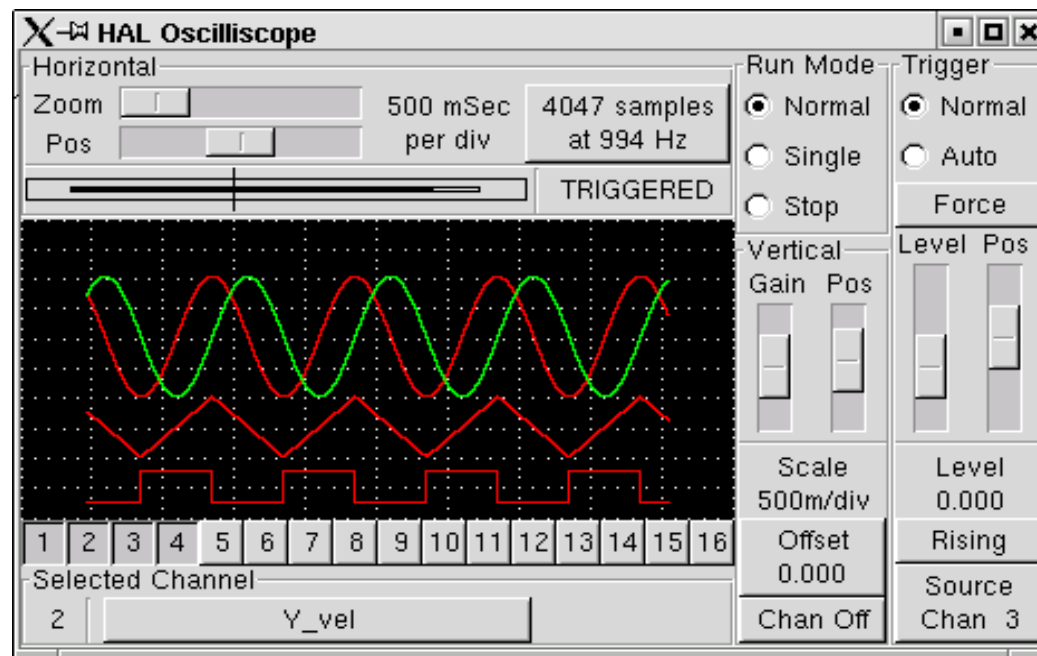 HAL Oscilliscope
Horizontal
Zoom
Pos
500 mSec
per div
4047 samples
at 994 Hz
TRIGGERED
Run Mode
Normal
Single
Stop
Trigger
Normal
Auto
Force
Vertical
Gain Pos
Level Pos
Scale
500m/div
Offset
0.000
Chan Off
Level
0.000
Rising
Source
Chan 3
1 2 3 4 5 6 7 8 9 10 11 12 13 14 15 16
Selected Channel
2 Y_vel